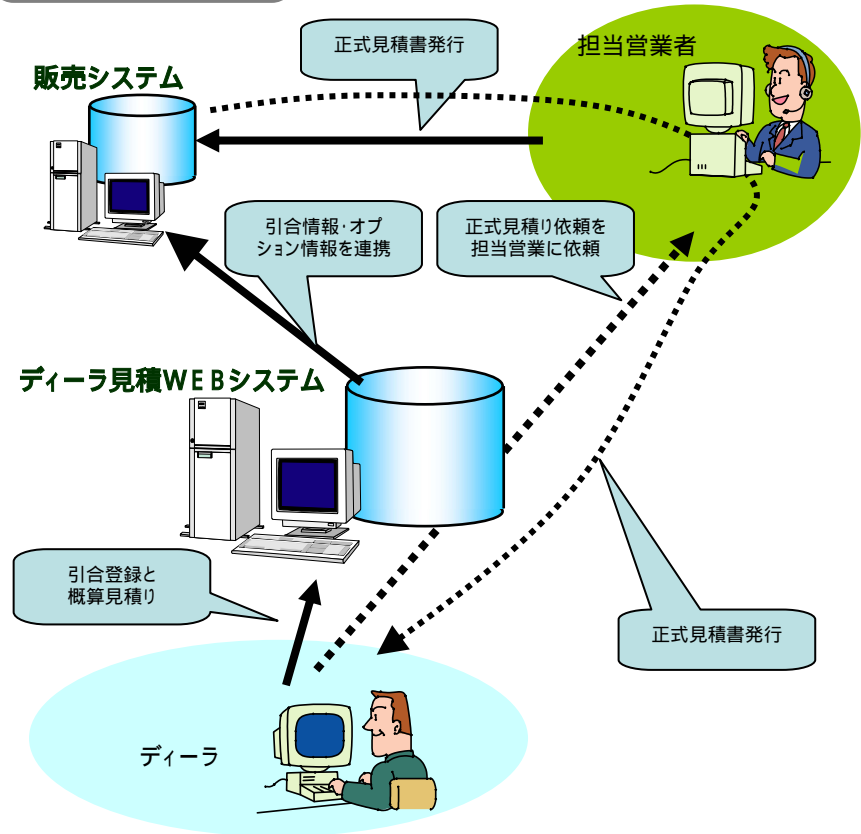 正式見積書発行
担当営業者
販売システム
引合情報・オプ
ション情報を連携
正式見積り依頼を
担当営業に依頼
ディーラ見積WEBシステム
引合登録と
概算見積り
正式見積書発行
ディーラ